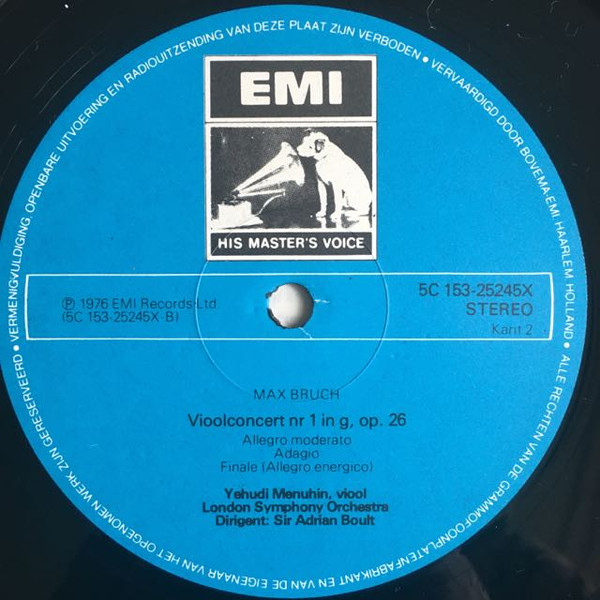 VERMENIGVULDIGING, OPENBARE UITVOERING EN RADIOUITZENDING VAN DEZE PLAAT ZIJN VERBODEN • VERVAARDIGD DOOR BOVEMA-EMI, HAARLEM, HOLLAND • ALLE RECHTEN VAN DE GRAMMOFOONPLATENFABRIKANT EN VAN DE EIGENAAR VAN HET OPGENOMEN WERK ZIJN GERESERVEERD •
EMI
HIS MASTER'S VOICE
℗ 1976 EMI Records Ltd
(5C 153-25245X-B)
5C 153-25245X
STEREO
Kant 2
MAX BRUCH
Vioolconcert nr 1 in g, op. 26
Allegro moderato
Adagio
Finale (Allegro energico)
Yehudi Menuhin, viool
London Symphony Orchestra
Dirigent: Sir Adrian Boult